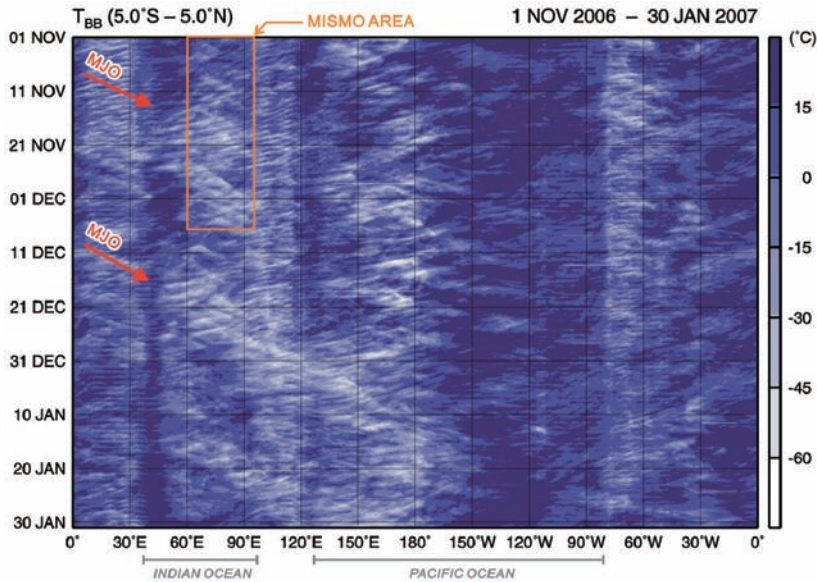 T_BB (5.0°S – 5.0°N)
MISMO AREA
1 NOV 2006 – 30 JAN 2007
(°C)
01 NOV
11 NOV
21 NOV
01 DEC
11 DEC
21 DEC
31 DEC
10 JAN
20 JAN
30 JAN
MJO
MJO
15
0
-15
-30
-45
-60
0° 30°E 60°E 90°E 120°E 150°E 180° 150°W 120°W 90°W 60°W 30°W 0°
INDIAN OCEAN PACIFIC OCEAN